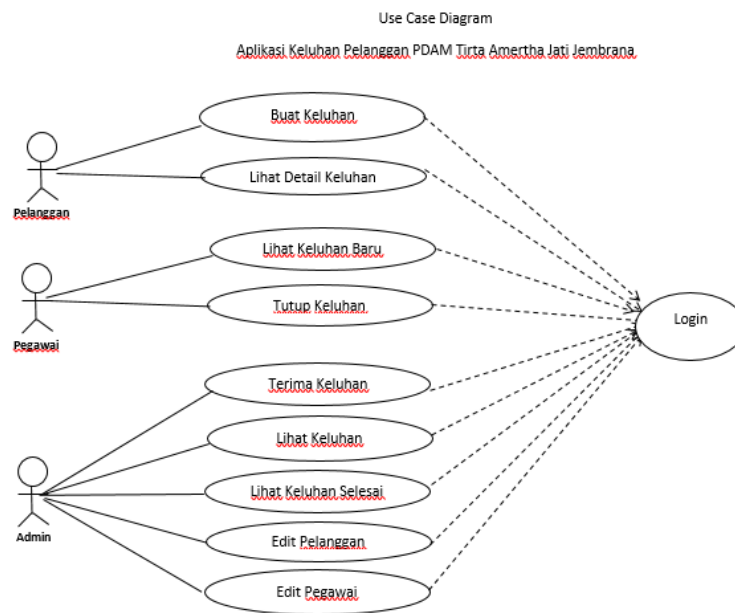 Use Case Diagram
Aplikasi Keluhan Pelanggan PDAM Tirta Amertha Jati Jembrana
Buat Keluhan
Lihat Detail Keluhan
Pelanggan
Lihat Keluhan Baru
Tutup Keluhan
Pegawai
Login
Terima Keluhan
Lihat Keluhan
Lihat Keluhan Selesai
Admin
Edit Pelanggan
Edit Pegawai